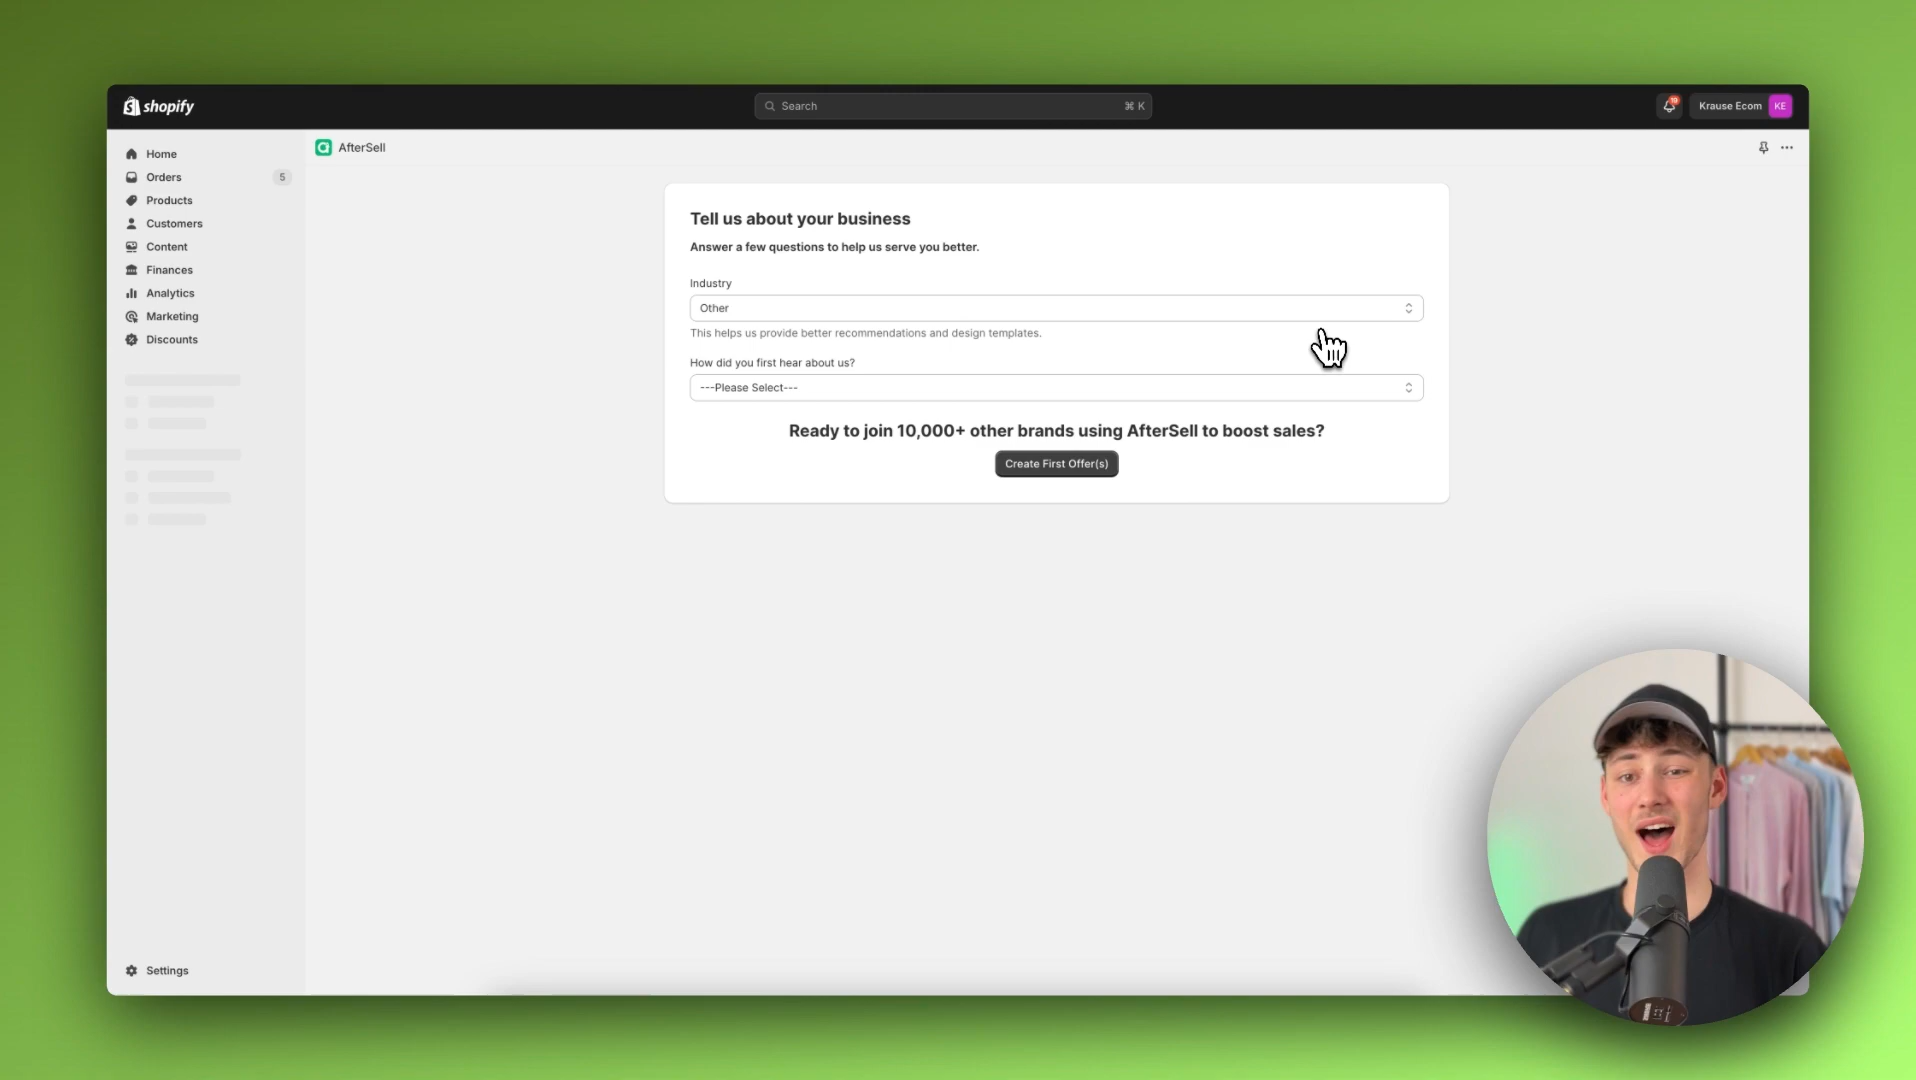 shopify
Search
⌘ K
Krause Ecom
KE
Home
Orders
5
Products
Customers
Content
Finances
Analytics
Marketing
Discounts
Settings
AfterSell
Tell us about your business
Answer a few questions to help us serve you better.
Industry
Other
This helps us provide better recommendations and design templates.
How did you first hear about us?
---Please Select---
Ready to join 10,000+ other brands using AfterSell to boost sales?
Create First Offer(s)